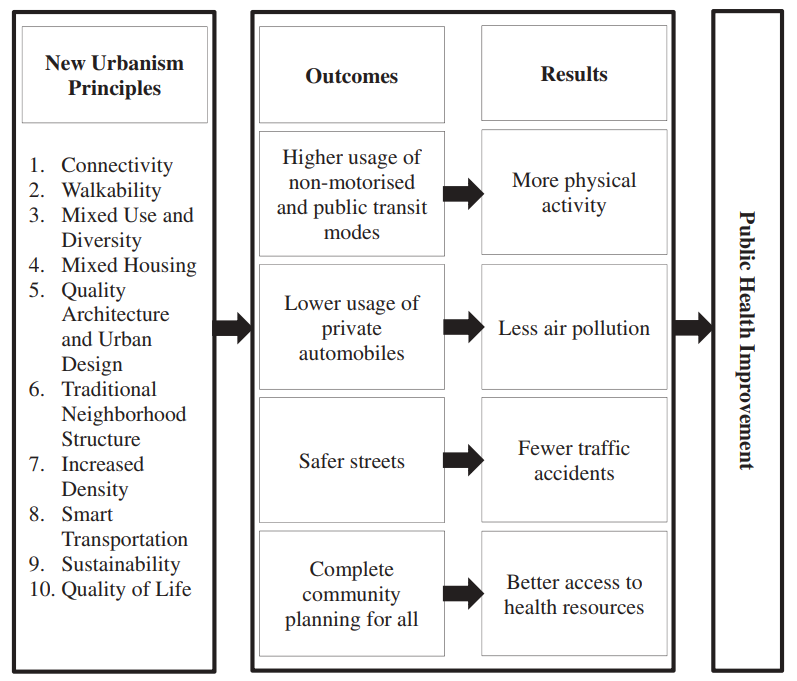 New Urbanism
Principles
1. Connectivity
2. Walkability
3. Mixed Use and
Diversity
4. Mixed Housing
5. Quality
Architecture
and Urban
Design
6. Traditional
Neighborhood
Structure
7. Increased
Density
8. Smart
Transportation
9. Sustainability
10. Quality of Life
Outcomes
Results
Higher usage of
non-motorised
and public transit
modes
More physical
activity
Lower usage of
private
automobiles
Less air pollution
Safer streets
Fewer traffic
accidents
Complete
community
planning for all
Better access to
health resources
Public Health Improvement